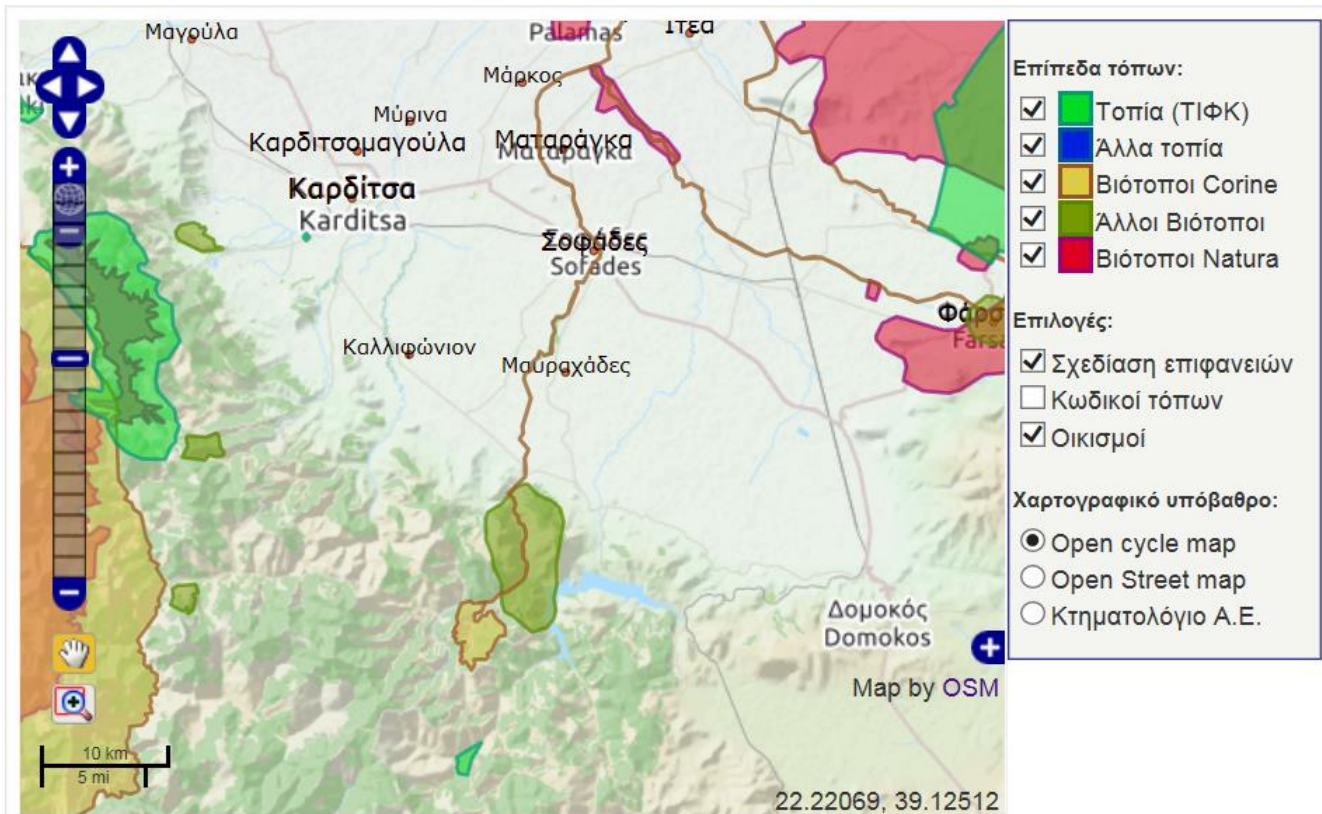 Μαγούλα
Palamas
Ιτέα
Μάρκος
Μύρινα
Καρδιτσομαγούλα
Ματαράγκα
Ματαράγκα
Καρδίτσα
Karditsa
Σοφάδες
Sofades
Φάρσ
Farsa
Καλλιφώνιον
Μαυραχάδες
Δομοκός
Domokos
Map by OSM
10 km
5 mi
22.22069, 39.12512
Επίπεδα τόπων:
Τοπία (ΤΙΦΚ)
Άλλα τοπία
Βιότοποι Corine
Άλλοι Βιότοποι
Βιότοποι Natura
Επιλογές:
Σχεδίαση επιφανειών
Κωδικοί τόπων
Οικισμοί
Χαρτογραφικό υπόβαθρο:
Open cycle map
Open Street map
Κτηματολόγιο Α.Ε.